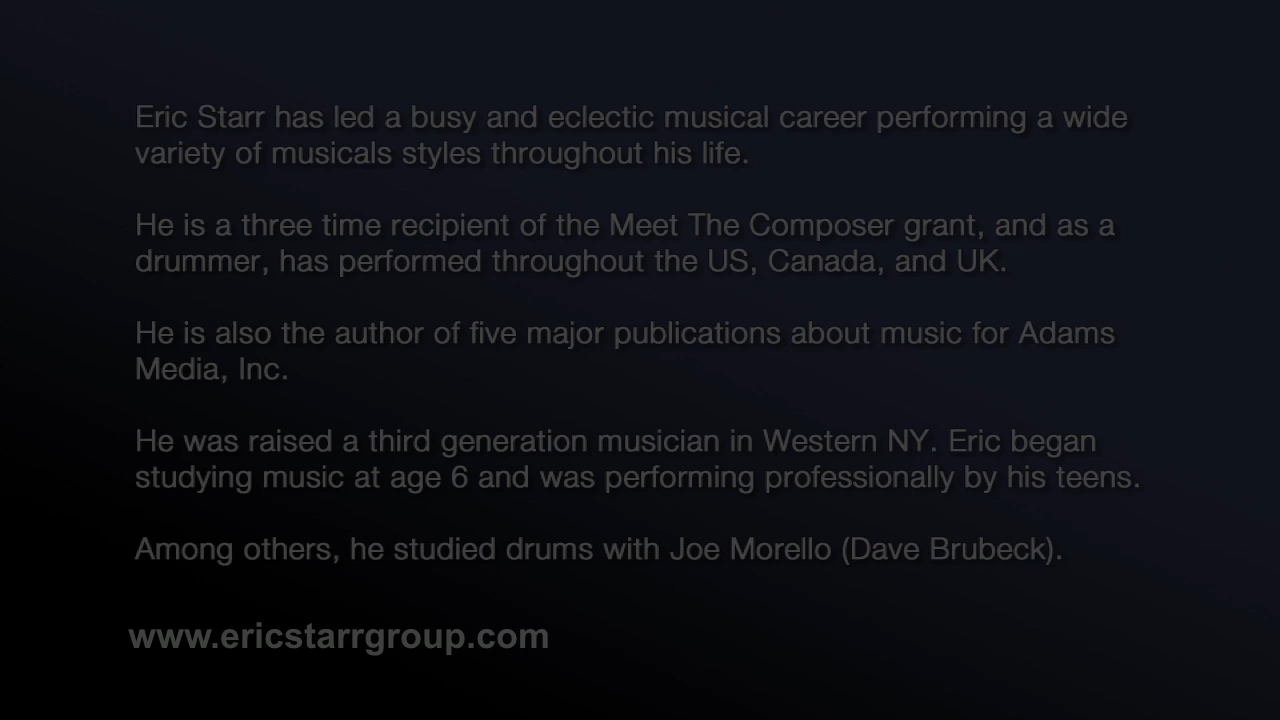 Eric Starr has led a busy and eclectic musical career performing a wide
variety of musicals styles throughout his life.
He is a three time recipient of the Meet The Composer grant, and as a
drummer, has performed throughout the US, Canada, and UK.
He is also the author of five major publications about music for Adams
Media, Inc.
He was raised a third generation musician in Western NY. Eric began
studying music at age 6 and was performing professionally by his teens.
Among others, he studied drums with Joe Morello (Dave Brubeck).
www.ericstarrgroup.com